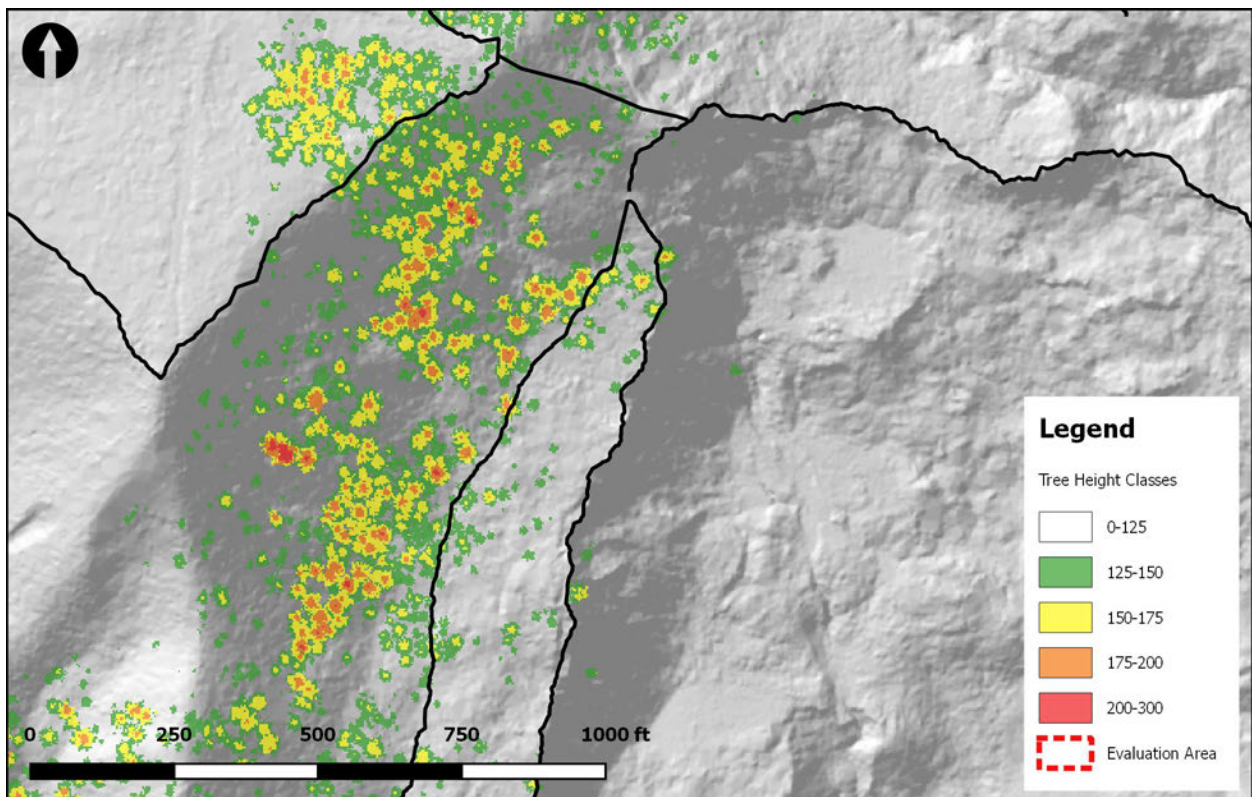 Legend
Tree Height Classes
0-125
125-150
150-175
175-200
200-300
Evaluation Area
0 250 500 750 1000 ft